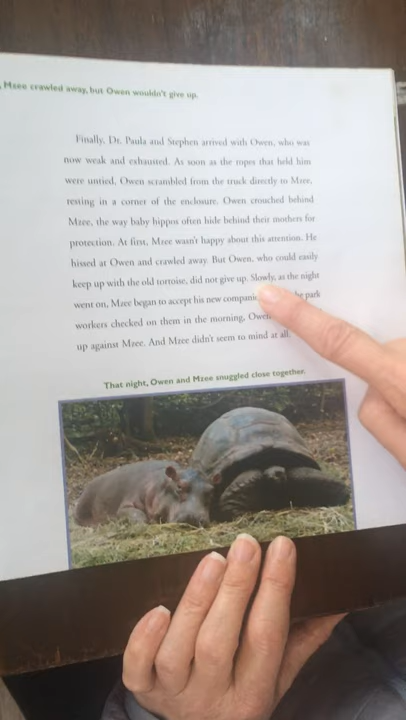 , Mzee crawled away, but Owen wouldn't give up.
Finally, Dr. Paula and Stephen arrived with Owen, who was
now weak and exhausted. As soon as the ropes that held him
were untied, Owen scrambled from the truck directly to Mzee,
resting in a corner of the enclosure. Owen crouched behind
Mzee, the way baby hippos often hide behind their mothers for
protection. At first, Mzee wasn't happy about this attention. He
hissed at Owen and crawled away. But Owen, who could easily
keep up with the old tortoise, did not give up. Slowly, as the night
went on, Mzee began to accept his new park
workers checked on them in the morning, Owen
up against Mzee. And Mzee didn't seem to mind at all.
That night, Owen and Mzee snuggled close together.